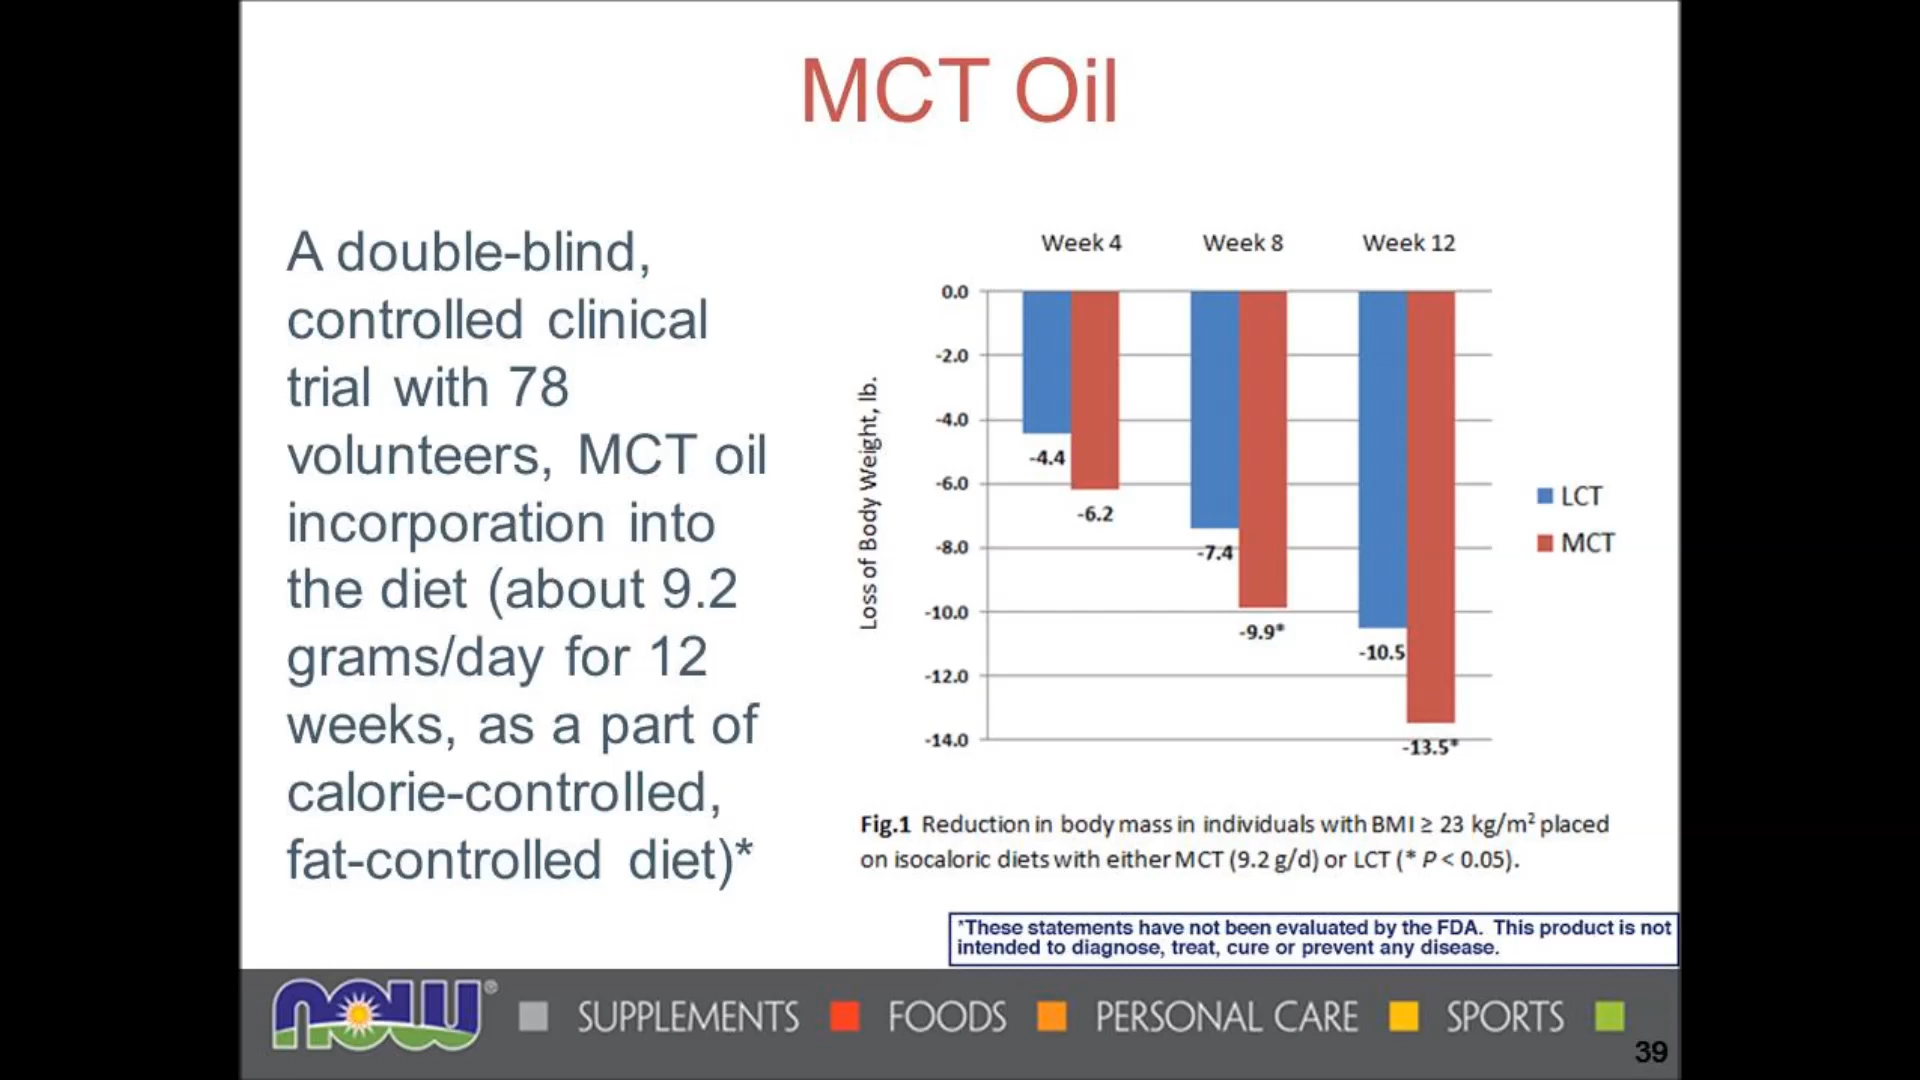 MCT Oil
A double-blind,
controlled clinical
trial with 78
volunteers, MCT oil
incorporation into
the diet (about 9.2
grams/day for 12
weeks, as a part of
calorie-controlled,
fat-controlled diet)*
Week 4 Week 8 Week 12
0.0
-2.0
-4.0
-6.0
-8.0
-10.0
-12.0
-14.0
Loss of Body Weight, lb.
-4.4
-6.2
-7.4
-9.9*
-10.5
-13.5*
LCT
MCT
Fig.1 Reduction in body mass in individuals with BMI ≥ 23 kg/m² placed
on isocaloric diets with either MCT (9.2 g/d) or LCT (* P < 0.05).
*These statements have not been evaluated by the FDA. This product is not
intended to diagnose, treat, cure or prevent any disease.
NOW® SUPPLEMENTS FOODS PERSONAL CARE SPORTS
39